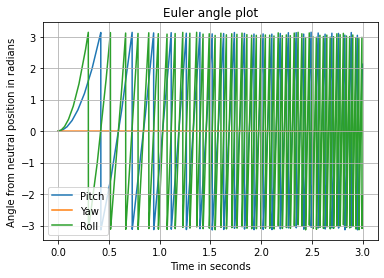 Euler angle plot
Angle from neutral position in radians
3
2
1
0
−1
−2
−3
Pitch
Yaw
Roll
0.0 0.5 1.0 1.5 2.0 2.5 3.0
Time in seconds